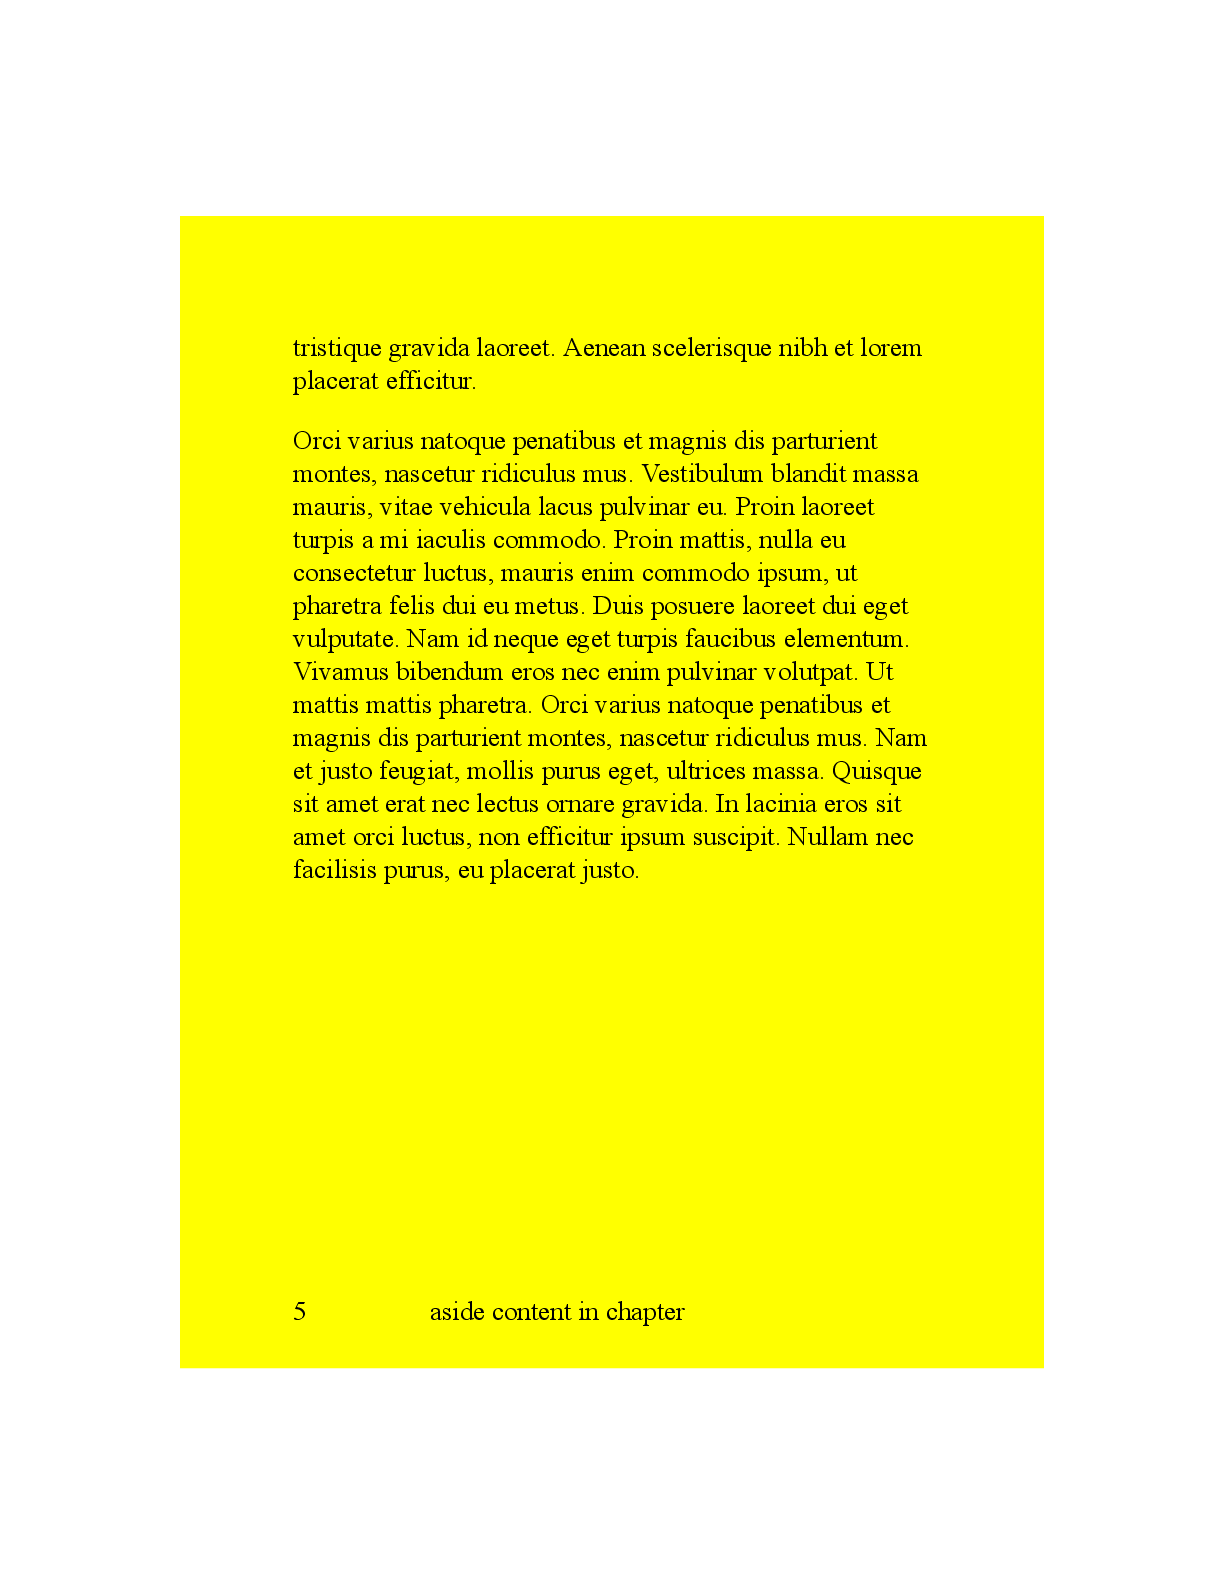 tristique gravida laoreet. Aenean scelerisque nibh et lorem
placerat efficitur.
Orci varius natoque penatibus et magnis dis parturient
montes, nascetur ridiculus mus. Vestibulum blandit massa
mauris, vitae vehicula lacus pulvinar eu. Proin laoreet
turpis a mi iaculis commodo. Proin mattis, nulla eu
consectetur luctus, mauris enim commodo ipsum, ut
pharetra felis dui eu metus. Duis posuere laoreet dui eget
vulputate. Nam id neque eget turpis faucibus elementum.
Vivamus bibendum eros nec enim pulvinar volutpat. Ut
mattis mattis pharetra. Orci varius natoque penatibus et
magnis dis parturient montes, nascetur ridiculus mus. Nam
et justo feugiat, mollis purus eget, ultrices massa. Quisque
sit amet erat nec lectus ornare gravida. In lacinia eros sit
amet orci luctus, non efficitur ipsum suscipit. Nullam nec
facilisis purus, eu placerat justo.
5 aside content in chapter